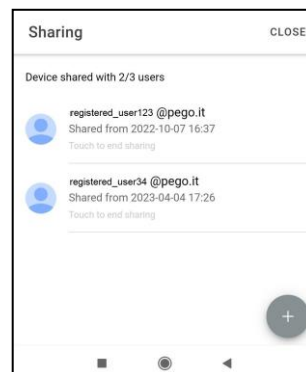 Sharing CLOSE
Device shared with 2/3 users
registered_user123 @pego.it
Shared from 2022-10-07 16:37
Touch to end sharing
registered_user34 @pego.it
Shared from 2023-04-04 17:26
Touch to end sharing
+